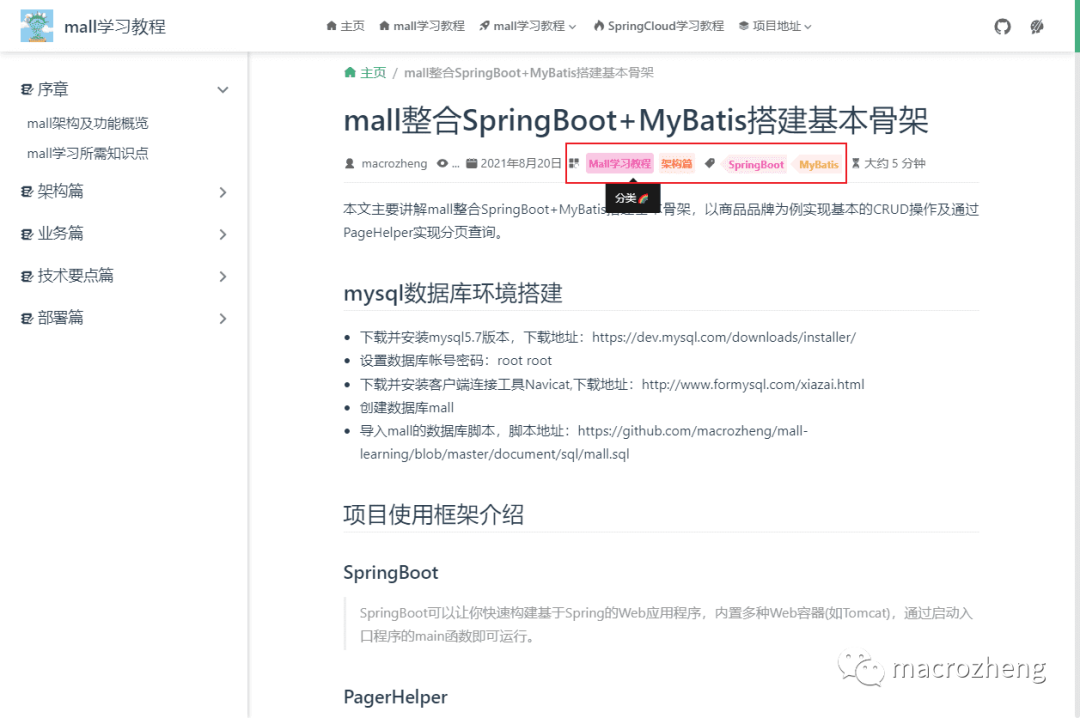 mall学习教程
主页 mall学习教程 mall学习教程 SpringCloud学习教程 项目地址
序章
mall架构及功能概览
mall学习所需知识点
架构篇
业务篇
技术要点篇
部署篇
主页 / mall整合SpringBoot+MyBatis搭建基本骨架
mall整合SpringBoot+MyBatis搭建基本骨架
macrozheng ... 2021年8月20日 Mall学习教程 架构篇 SpringBoot MyBatis 大约 5 分钟
分类
本文主要讲解mall整合SpringBoot+MyBatis搭建基本骨架，以商品品牌为例实现基本的CRUD操作及通过
PageHelper实现分页查询。
mysql数据库环境搭建
下载并安装mysql5.7版本，下载地址：https://dev.mysql.com/downloads/installer/
设置数据库帐号密码：root root
下载并安装客户端连接工具Navicat,下载地址：http://www.formysql.com/xiazai.html
创建数据库mall
导入mall的数据库脚本，脚本地址：https://github.com/macrozheng/mall-
learning/blob/master/document/sql/mall.sql
项目使用框架介绍
SpringBoot
SpringBoot可以让你快速构建基于Spring的Web应用程序，内置多种Web容器(如Tomcat)，通过启动入
口程序的main函数即可运行。
PagerHelper
macrozheng